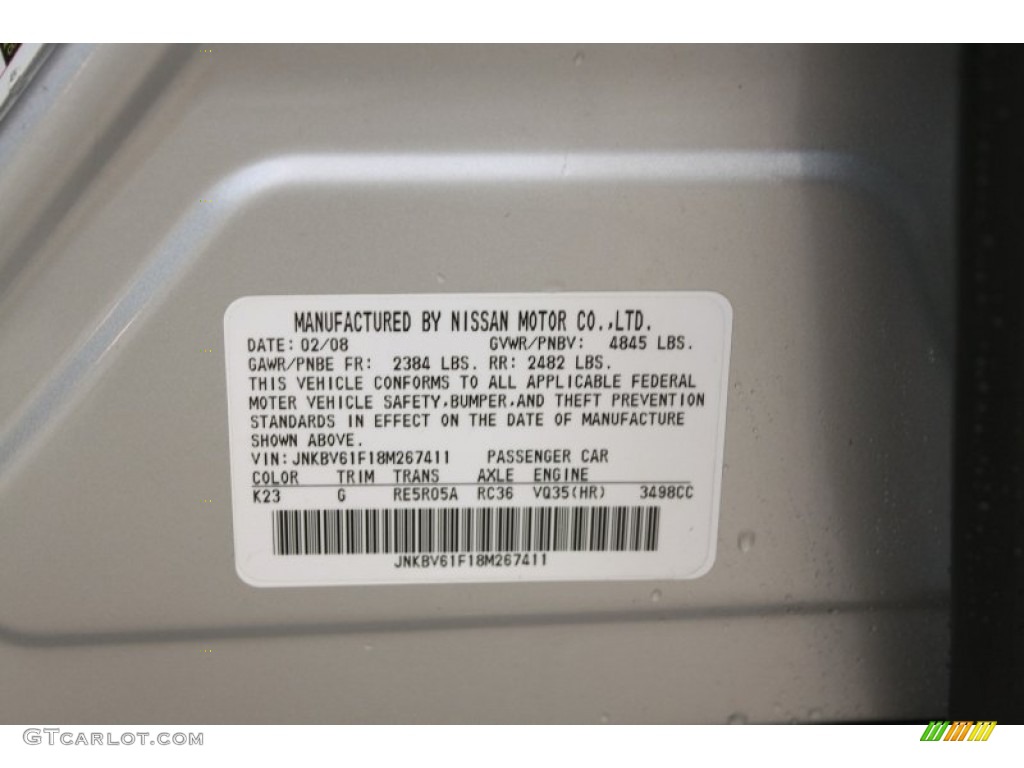 MANUFACTURED BY NISSAN MOTOR CO.,LTD.
DATE: 02/08 GVWR/PNBV: 4845 LBS.
GAWR/PNBE FR: 2384 LBS. RR: 2482 LBS.
THIS VEHICLE CONFORMS TO ALL APPLICABLE FEDERAL
MOTER VEHICLE SAFETY,BUMPER,AND THEFT PREVENTION
STANDARDS IN EFFECT ON THE DATE OF MANUFACTURE
SHOWN ABOVE.
VIN: JNKBV61F18M267411 PASSENGER CAR
COLOR TRIM TRANS AXLE ENGINE
K23 G RE5R05A RC36 VQ35(HR) 3498CC
JNKBV61F18M267411
GTcarlot.com